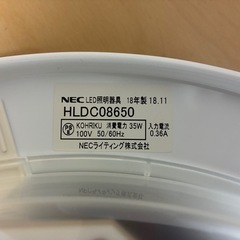 NEC LED照明器具 18年製 18.11
HLDC08650
KOHRIKU 消費電力 35W 入力電流
100V 50/60Hz 0.36A
NECライティング株式会社